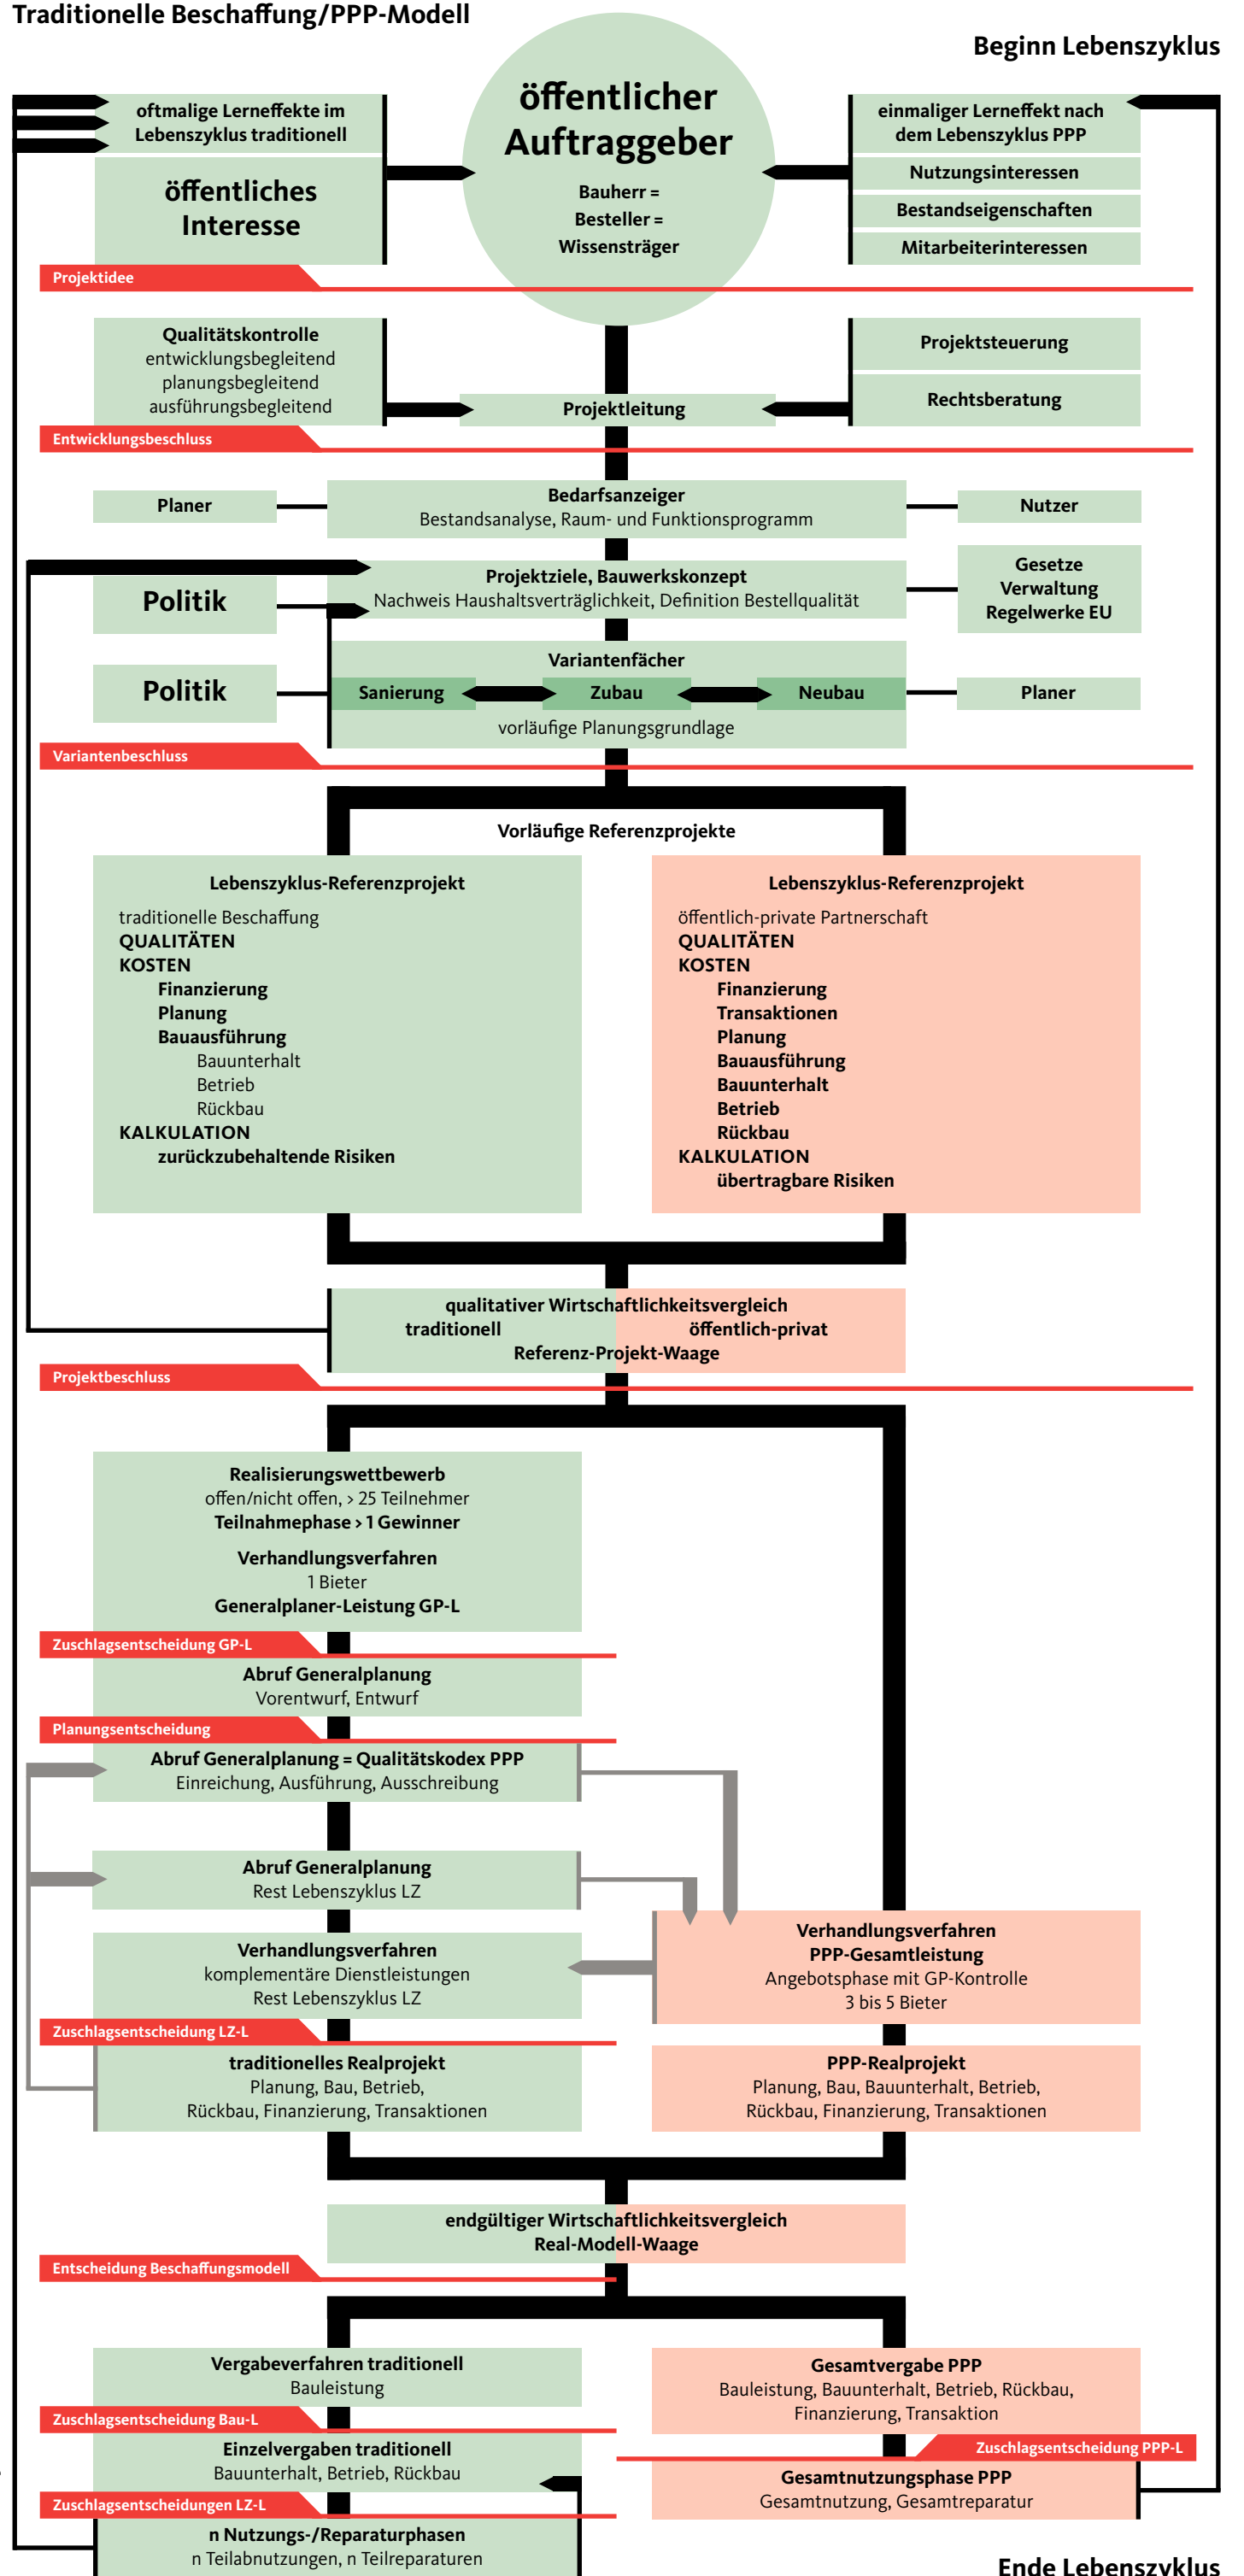 Traditionelle Beschaffung/PPP-Modell
Beginn Lebenszyklus
öffentlicher
Auftraggeber
Bauherr =
Besteller =
Wissensträger
oftmalige Lerneffekte im
Lebenszyklus traditionell
öffentliches
Interesse
einmaliger Lerneffekt nach
dem Lebenszyklus PPP
Nutzungsinteressen
Bestandseigenschaften
Mitarbeiterinteressen
Projektidee
Qualitätskontrolle
entwicklungsbegleitend
planungsbegleitend
ausführungsbegleitend
Projektleitung
Projektsteuerung
Rechtsberatung
Entwicklungsbeschluss
Planer
Bedarfsanzeiger
Bestandsanalyse, Raum- und Funktionsprogramm
Nutzer
Politik
Projektziele, Bauwerkskonzept
Nachweis Haushaltsverträglichkeit, Definition Bestellqualität
Gesetze
Verwaltung
Regelwerke EU
Politik
Variantenfächer
Sanierung
Zubau
Neubau
vorläufige Planungsgrundlage
Planer
Variantenbeschluss
Vorläufige Referenzprojekte
Lebenszyklus-Referenzprojekt
traditionelle Beschaffung
QUALITÄTEN
KOSTEN
Finanzierung
Planung
Bauausführung
Bauunterhalt
Betrieb
Rückbau
KALKULATION
zurückzubehaltende Risiken
Lebenszyklus-Referenzprojekt
öffentlich-private Partnerschaft
QUALITÄTEN
KOSTEN
Finanzierung
Transaktionen
Planung
Bauausführung
Bauunterhalt
Betrieb
Rückbau
KALKULATION
übertragbare Risiken
qualitativer Wirtschaftlichkeitsvergleich
traditionell öffentlich-privat
Referenz-Projekt-Waage
Projektbeschluss
Realisierungswettbewerb
offen/nicht offen, > 25 Teilnehmer
Teilnahmephase > 1 Gewinner
Verhandlungsverfahren
1 Bieter
Generalplaner-Leistung GP-L
Zuschlagsentscheidung GP-L
Abruf Generalplanung
Vorentwurf, Entwurf
Planungsentscheidung
Abruf Generalplanung = Qualitätskodex PPP
Einreichung, Ausführung, Ausschreibung
Abruf Generalplanung
Rest Lebenszyklus LZ
Verhandlungsverfahren
komplementäre Dienstleistungen
Rest Lebenszyklus LZ
Verhandlungsverfahren
PPP-Gesamtleistung
Angebotsphase mit GP-Kontrolle
3 bis 5 Bieter
Zuschlagsentscheidung LZ-L
traditionelles Realprojekt
Planung, Bau, Betrieb,
Rückbau, Finanzierung, Transaktionen
PPP-Realprojekt
Planung, Bau, Bauunterhalt, Betrieb,
Rückbau, Finanzierung, Transaktionen
endgültiger Wirtschaftlichkeitsvergleich
Real-Modell-Waage
Entscheidung Beschaffungsmodell
Vergabeverfahren traditionell
Bauleistung
Gesamtvergabe PPP
Bauleistung, Bauunterhalt, Betrieb, Rückbau,
Finanzierung, Transaktion
Zuschlagsentscheidung Bau-L
Zuschlagsentscheidung PPP-L
Einzelvergaben traditionell
Bauunterhalt, Betrieb, Rückbau
Gesamtnutzungsphase PPP
Gesamtnutzung, Gesamtreparatur
Zuschlagsentscheidungen LZ-L
n Nutzungs-/Reparaturphasen
n Teilabnutzungen, n Teilreparaturen
Ende Lebenszyklus